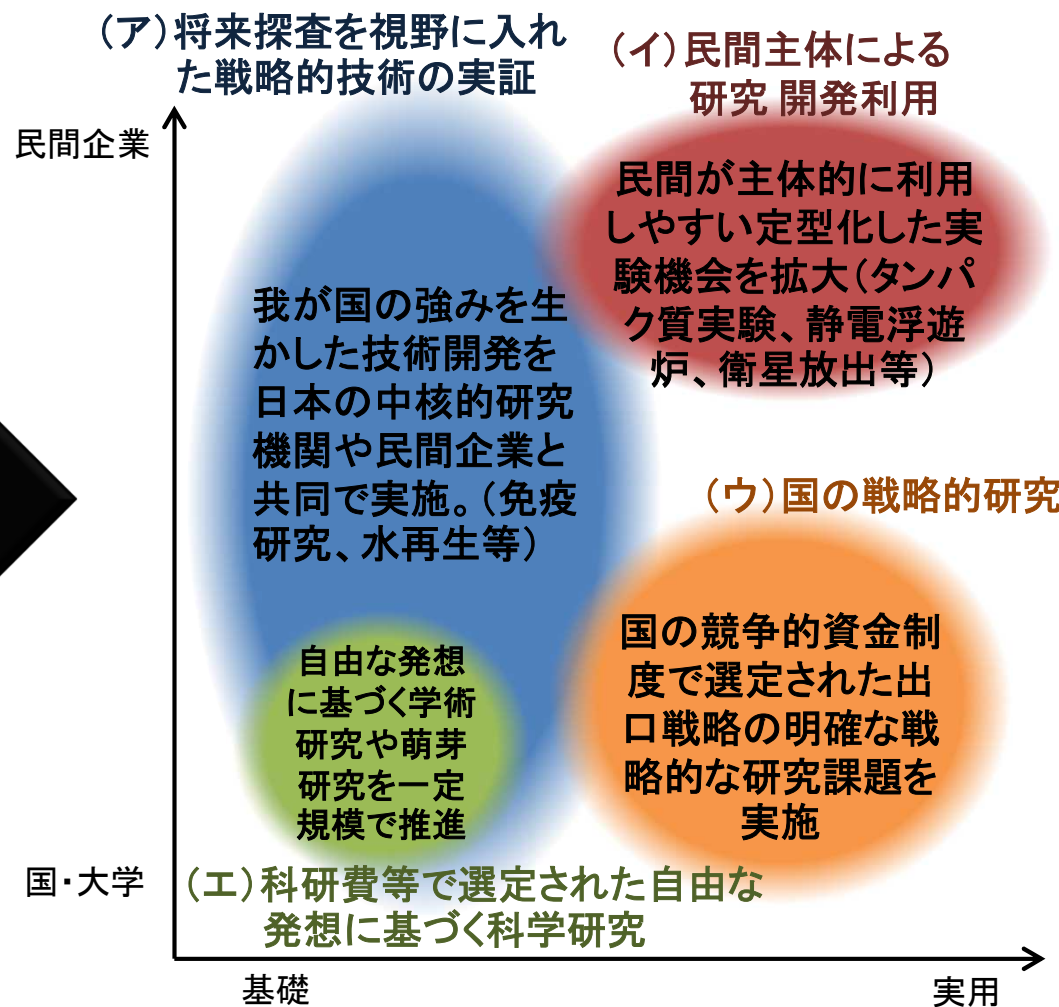 （ア）将来探査を視野に入れ
た戦略的技術の実証
（イ）民間主体による
研究 開発利用
民間企業
民間が主体的に利用
しやすい定型化した実
験機会を拡大（タンパ
ク質実験、静電浮遊
炉、衛星放出等）
我が国の強みを生
かした技術開発を
日本の中核的研究
機関や民間企業と
共同で実施。（免疫
研究、水再生等）
（ウ）国の戦略的研究
国の競争的資金制
度で選定された出
口戦略の明確な戦
略的な研究課題を
実施
自由な発想
に基づく学術
研究や萌芽
研究を一定
規模で推進
国・大学
（エ）科研費等で選定された自由な
発想に基づく科学研究
基礎
実用